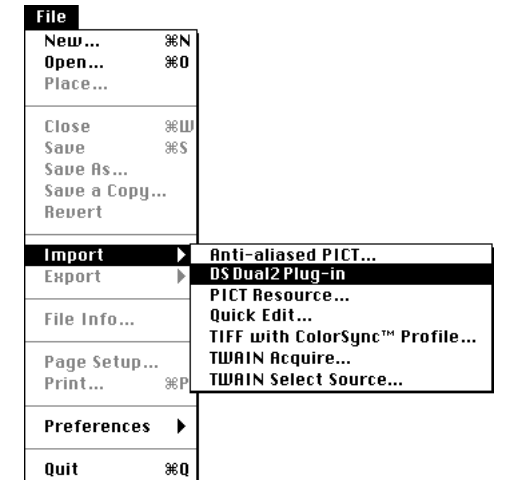 File
New... ⌘N
Open... ⌘O
Place...
Close ⌘W
Save ⌘S
Save As...
Save a Copy...
Revert
Import
Export
File Info...
Page Setup...
Print... ⌘P
Preferences
Quit ⌘Q
Anti-aliased PICT...
DS Dual2 Plug-in
PICT Resource...
Quick Edit...
TIFF with ColorSync™ Profile...
TWAIN Acquire...
TWAIN Select Source...